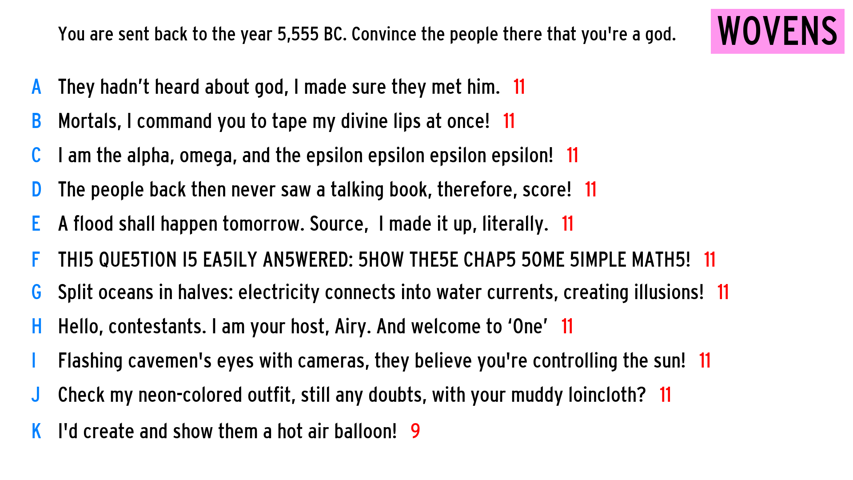 You are sent back to the year 5,555 BC. Convince the people there that you're a god.
WOVENS
A They hadn’t heard about god, I made sure they met him. 11
B Mortals, I command you to tape my divine lips at once! 11
C I am the alpha, omega, and the epsilon epsilon epsilon epsilon! 11
D The people back then never saw a talking book, therefore, score! 11
E A flood shall happen tomorrow. Source,  I made it up, literally. 11
F THI5 QUE5TION I5 EA5ILY AN5WERED: 5HOW THE5E CHAP5 5OME 5IMPLE MATH5! 11
G Split oceans in halves: electricity connects into water currents, creating illusions! 11
H Hello, contestants. I am your host, Airy. And welcome to ‘One’ 11
I Flashing cavemen's eyes with cameras, they believe you're controlling the sun! 11
J Check my neon-colored outfit, still any doubts, with your muddy loincloth? 11
K I'd create and show them a hot air balloon! 9